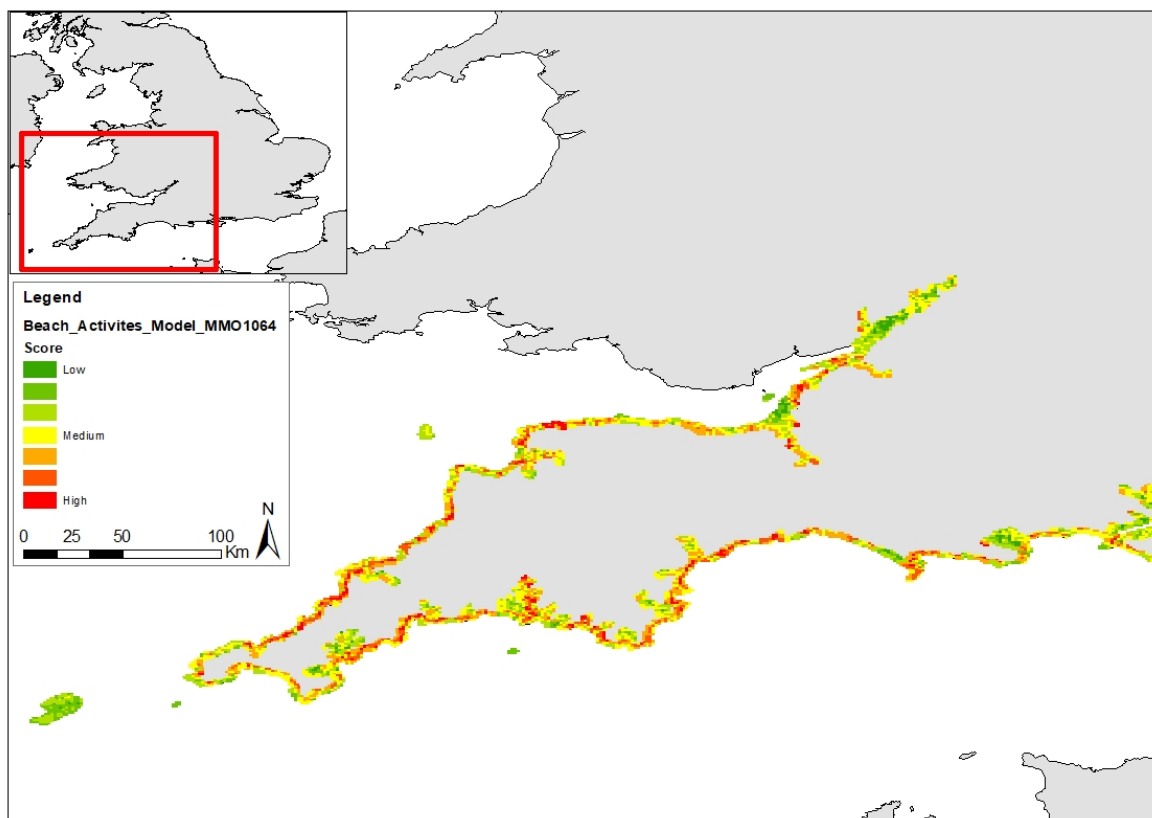 Legend
Beach_Activites_Model_MMO1064
Score
Low
Medium
High
N
0 25 50 100
Km